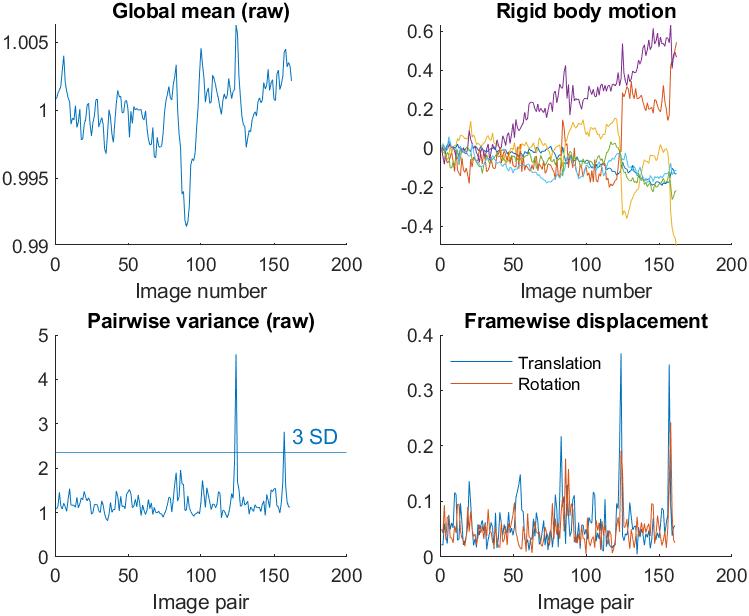 Global mean (raw)
1.005
1
0.995
0.99
0 50 100 150 200
Image number
Rigid body motion
0.6
0.4
0.2
0
-0.2
-0.4
0 50 100 150 200
Image number
Pairwise variance (raw)
5
4
3
2
1
0
3 SD
0 50 100 150 200
Image pair
Framewise displacement
0.4
0.3
0.2
0.1
0
Translation
Rotation
0 50 100 150 200
Image pair